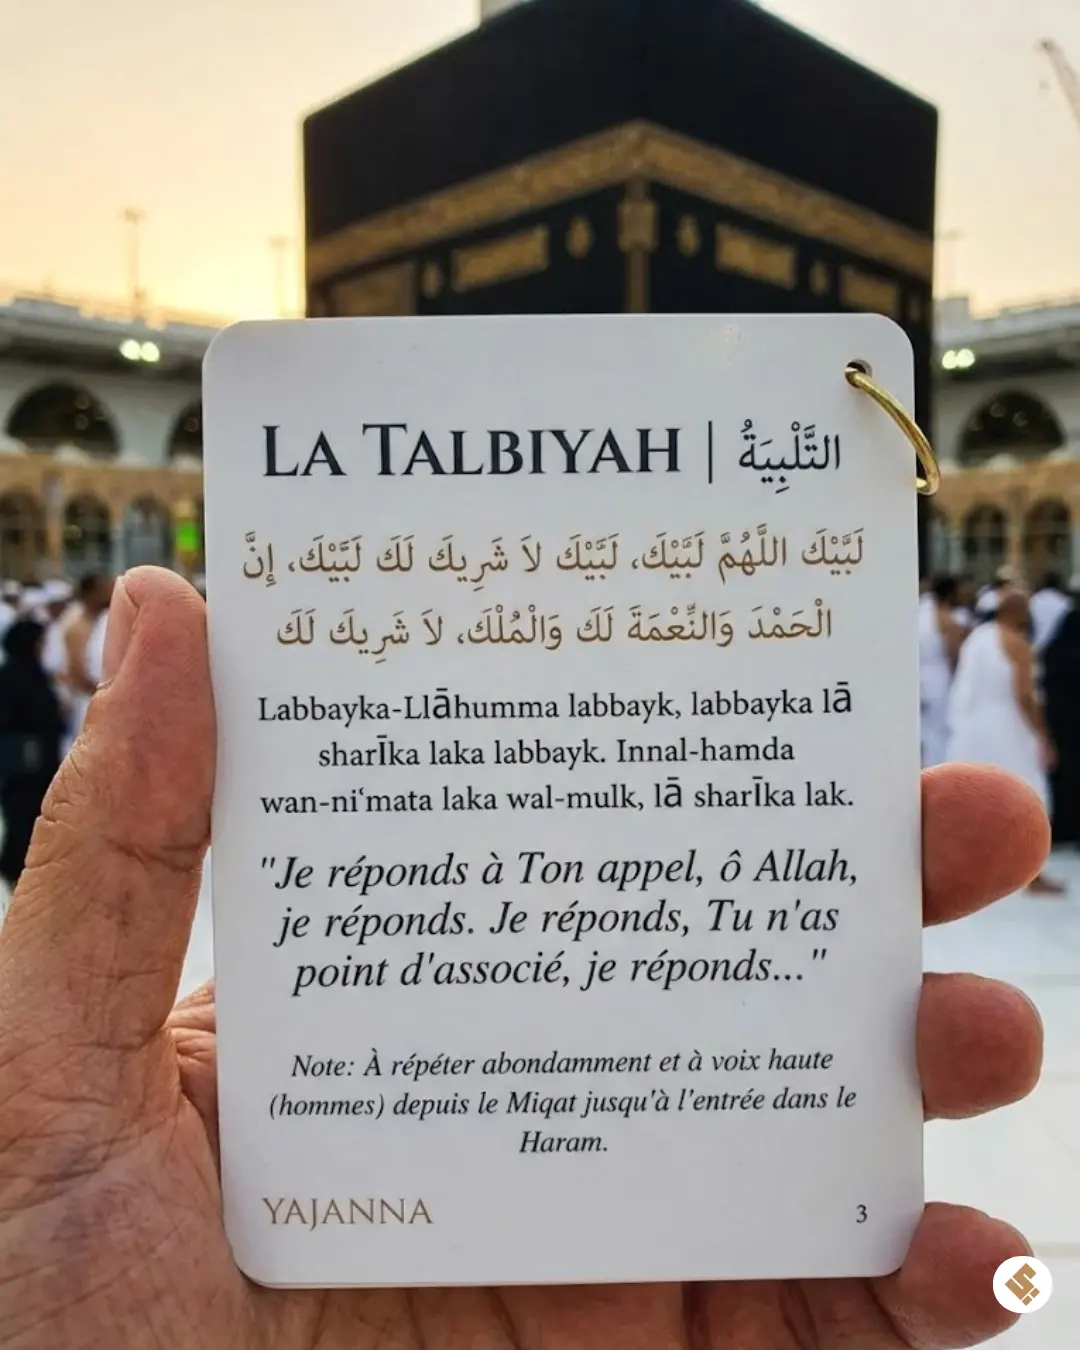 LA TALBIYAH | التَّلْبِيَةُ
لَبَّيْكَ اللَّهُمَّ لَبَّيْكَ، لَبَّيْكَ لاَ شَرِيكَ لَكَ لَبَّيْكَ، إِنَّ
الْحَمْدَ وَالنِّعْمَةَ لَكَ وَالْمُلْكَ، لاَ شَرِيكَ لَكَ
Labbayka-Llāhumma labbayk, labbayka lā
sharīka laka labbayk. Innal-hamda
wan-ni‘mata laka wal-mulk, lā sharīka lak.
"Je réponds à Ton appel, ô Allah,
je réponds. Je réponds, Tu n'as
point d'associé, je réponds..."
Note: À répéter abondamment et à voix haute
(hommes) depuis le Miqat jusqu'à l'entrée dans le
Haram.
YAJANNA 3